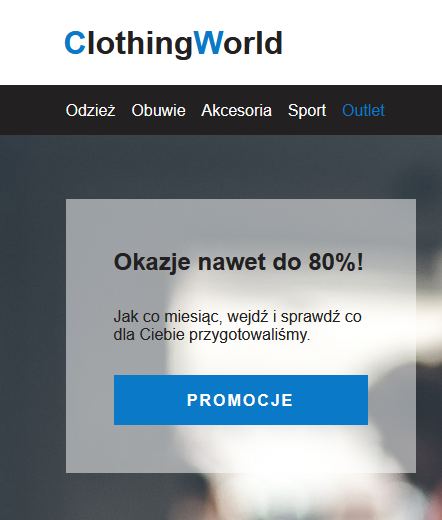 ClothingWorld
Odzież Obuwie Akcesoria Sport Outlet
Okazje nawet do 80%!
Jak co miesiąc, wejdź i sprawdź co
dla Ciebie przygotowaliśmy.
PROMOCJE